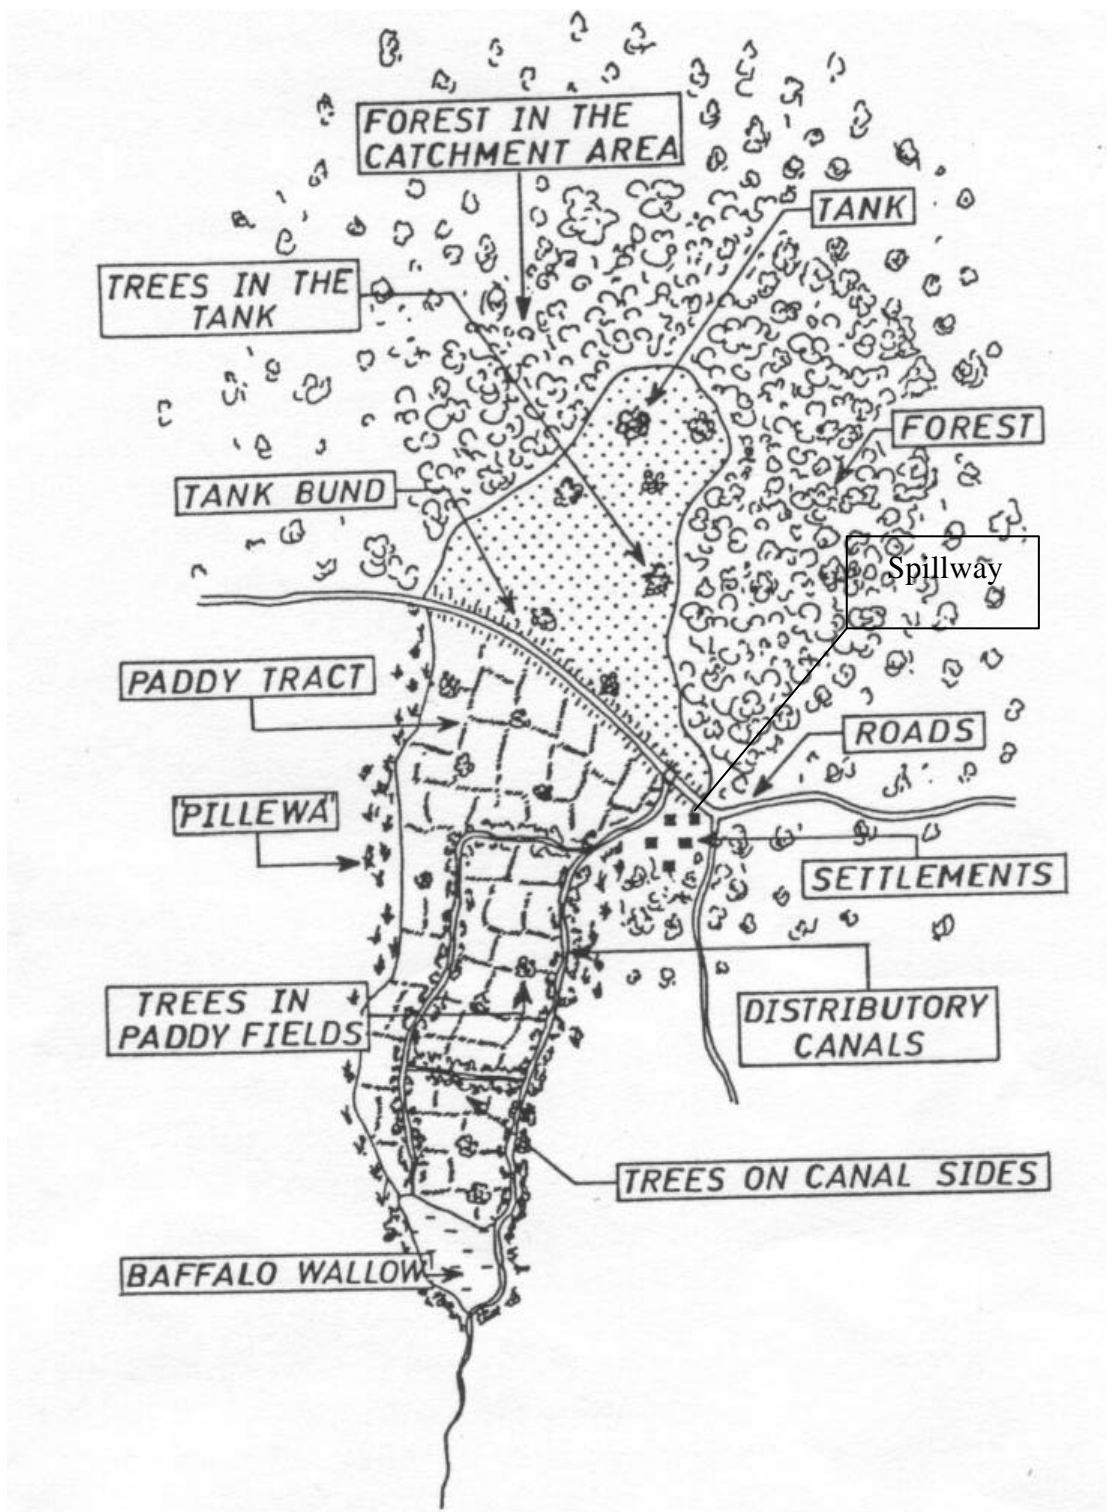 FOREST IN THE
CATCHMENT AREA
TANK
TREES IN THE
TANK
FOREST
TANK BUND
Spillway
PADDY TRACT
ROADS
"PILLEWA"
SETTLEMENTS
TREES IN
PADDY FIELDS
DISTRIBUTORY
CANALS
TREES ON CANAL SIDES
BAFFALO WALLOW